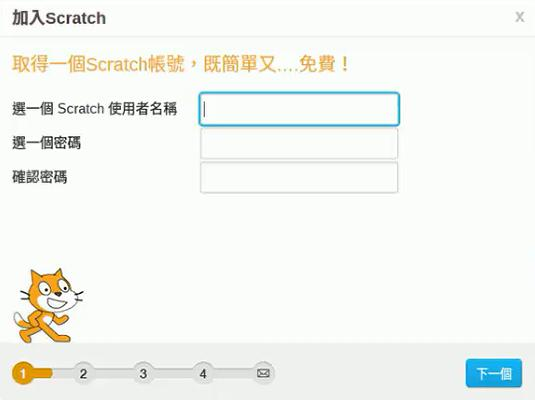 加入Scratch
x
取得一個Scratch帳號，既簡單又....免費！
選一個 Scratch 使用者名稱
選一個密碼
確認密碼
1 2 3 4
下一個